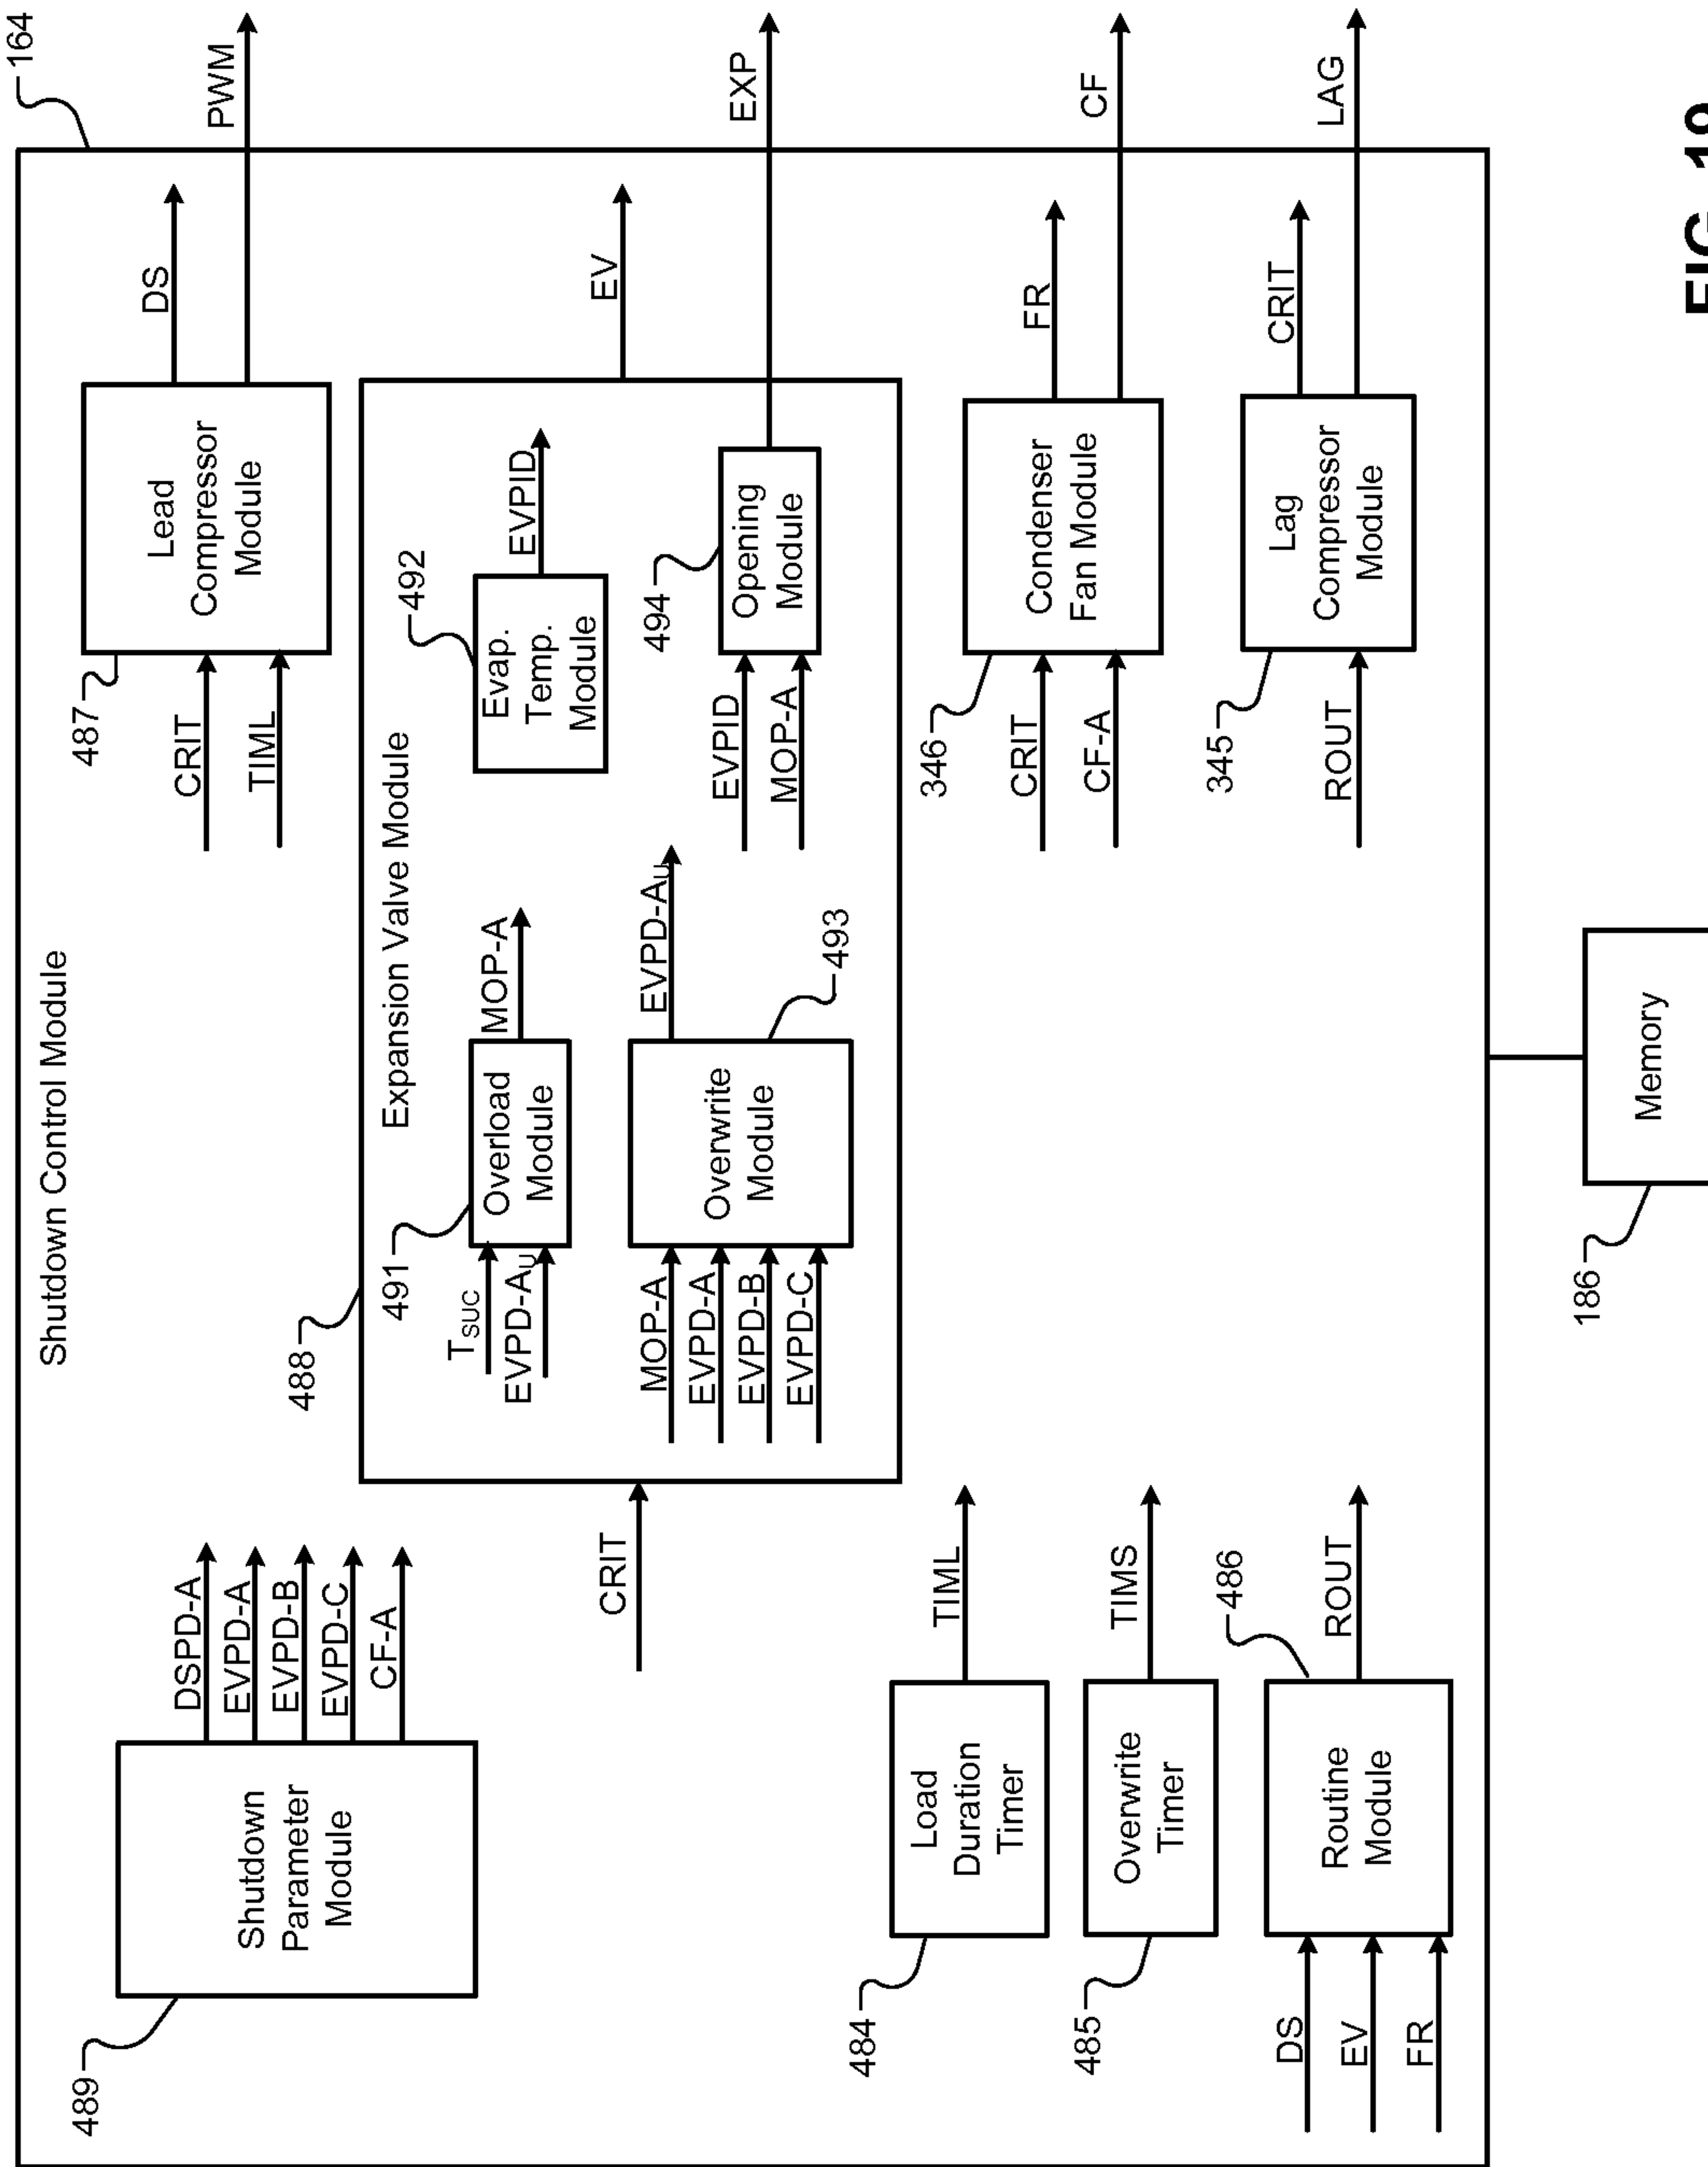 164
Shutdown Control Module
489
Shutdown
Parameter
Module
DSPD-A
EVPD-A
EVPD-B
EVPD-C
CF-A
487
CRIT
TIML
Lead
Compressor
Module
DS
PWM
CRIT
488
Expansion Valve Module
491
T_SUC
EVPD-A_U
Overload
Module
MOP-A
492
Evap.
Temp.
Module
EVPID
MOP-A
EVPD-A
EVPD-B
EVPD-C
Overwrite
Module
EVPD-A_U
493
494
EVPID
MOP-A
Opening
Module
EV
EXP
484
Load
Duration
Timer
TIML
485
Overwrite
Timer
TIMS
486
DS
EV
FR
Routine
Module
ROUT
346
CRIT
CF-A
Condenser
Fan Module
FR
CF
345
ROUT
Lag
Compressor
Module
CRIT
LAG
186
Memory
FIG.